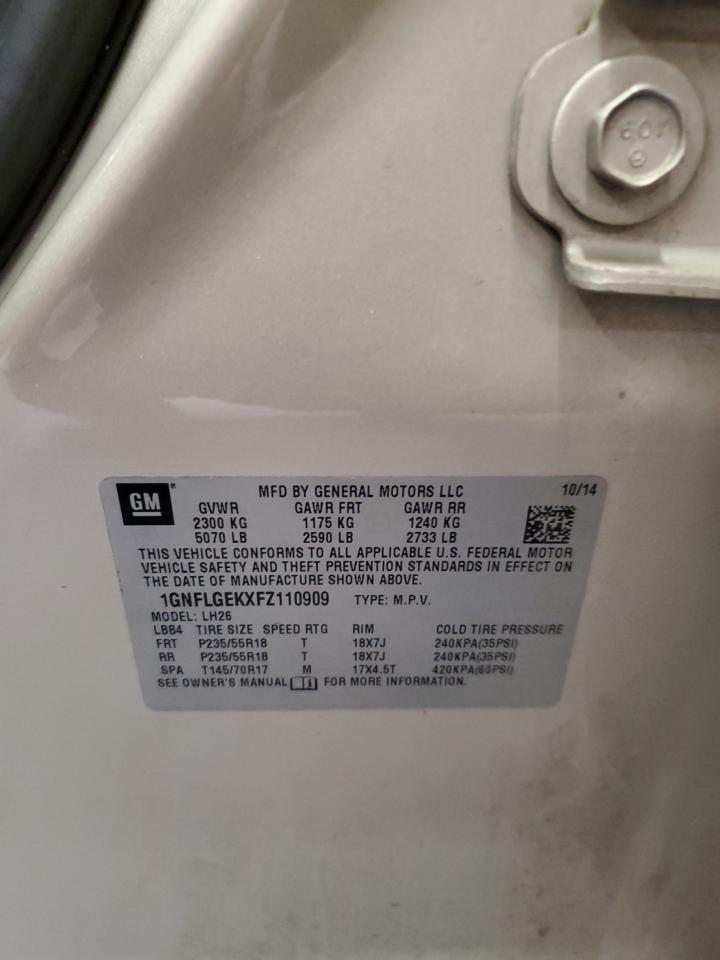 GM
MFD BY GENERAL MOTORS LLC 10/14
GVWR GAWR FRT GAWR RR
2300 KG 1175 KG 1240 KG
5070 LB 2590 LB 2733 LB
THIS VEHICLE CONFORMS TO ALL APPLICABLE U.S. FEDERAL MOTOR
VEHICLE SAFETY AND THEFT PREVENTION STANDARDS IN EFFECT ON
THE DATE OF MANUFACTURE SHOWN ABOVE.
1GNFLGEKXFZ110909 TYPE: M.P.V.
MODEL: LH26
LBB4 TIRE SIZE SPEED RTG RIM COLD TIRE PRESSURE
FRT P235/55R18 T 18X7J 240KPA(35PSI)
RR P235/55R18 T 18X7J 240KPA(35PSI)
SPA T145/70R17 M 17X4.5T 420KPA(60PSI)
SEE OWNER'S MANUAL FOR MORE INFORMATION.